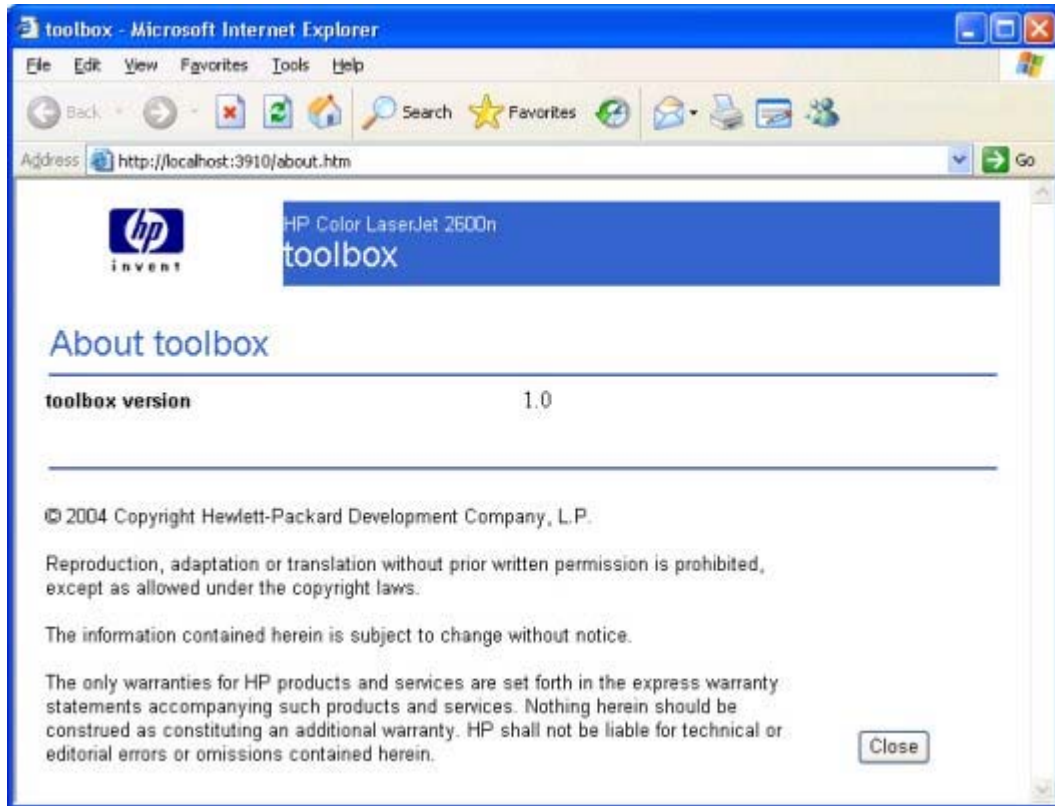 toolbox - Microsoft Internet Explorer
File Edit View Favorites Tools Help
Back Search Favorites
Address http://localhost:3910/about.htm Go
hp
invent
HP Color LaserJet 2600n
toolbox
About toolbox
toolbox version 1.0
© 2004 Copyright Hewlett-Packard Development Company, L.P.
Reproduction, adaptation or translation without prior written permission is prohibited,
except as allowed under the copyright laws.
The information contained herein is subject to change without notice.
The only warranties for HP products and services are set forth in the express warranty
statements accompanying such products and services. Nothing herein should be
construed as constituting an additional warranty. HP shall not be liable for technical or
editorial errors or omissions contained herein.
Close